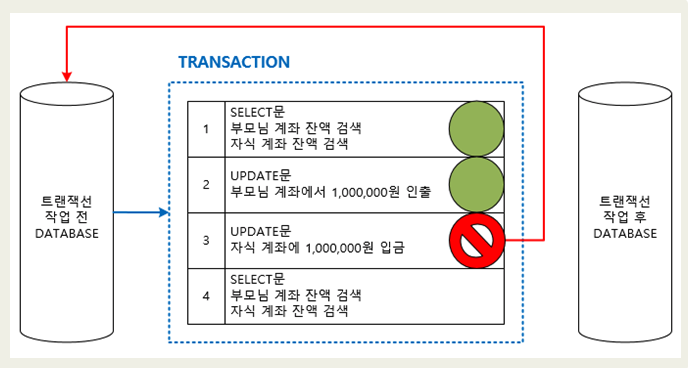 TRANSACTION
트랜잭션
작업 전
DATABASE
1
SELECT문
부모님 계좌 잔액 검색
자식 계좌 잔액 검색
2
UPDATE문
부모님 계좌에서 1,000,000원 인출
3
UPDATE문
자식 계좌에 1,000,000원 입금
4
SELECT문
부모님 계좌 잔액 검색
자식 계좌 잔액 검색
트랜잭션
작업 후
DATABASE